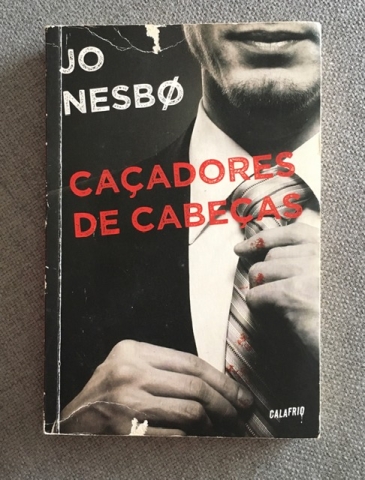 JO
NESBØ
CAÇADORES
DE CABEÇAS
CALAFRIO